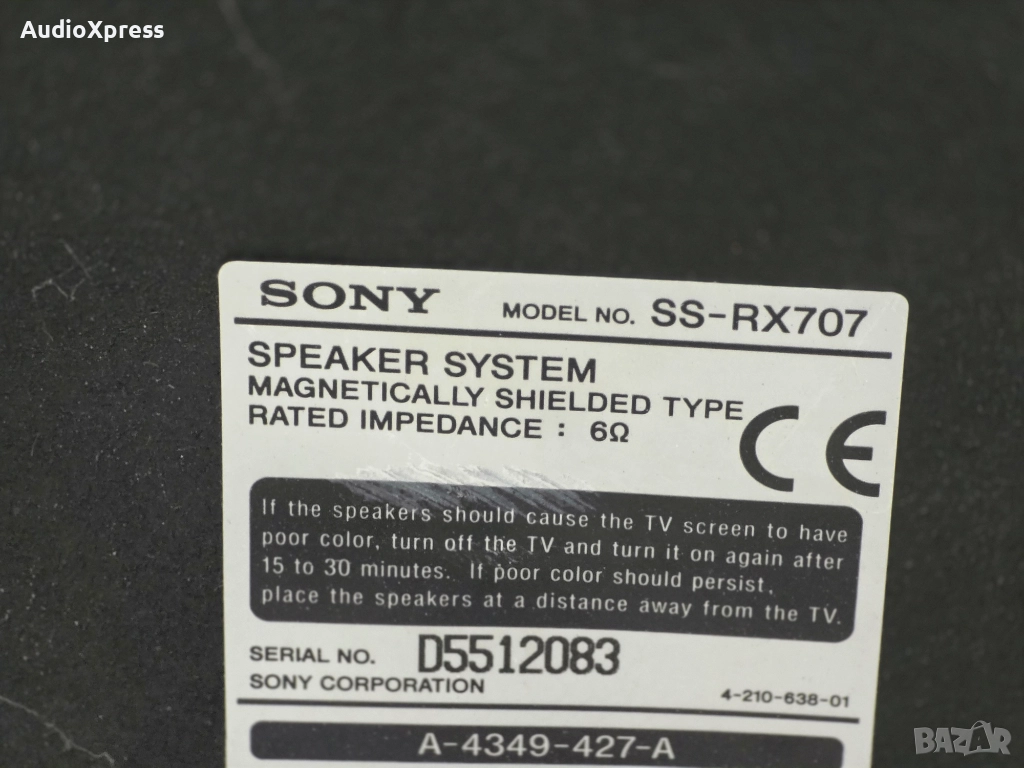 AudioXpress
SONY MODEL NO. SS-RX707
SPEAKER SYSTEM
MAGNETICALLY SHIELDED TYPE
RATED IMPEDANCE : 6Ω
CE
If the speakers should cause the TV screen to have
poor color, turn off the TV and turn it on again after
15 to 30 minutes. If poor color should persist,
place the speakers at a distance away from the TV.
SERIAL NO. D5512083
SONY CORPORATION 4-210-638-01
A-4349-427-A
BAZAR